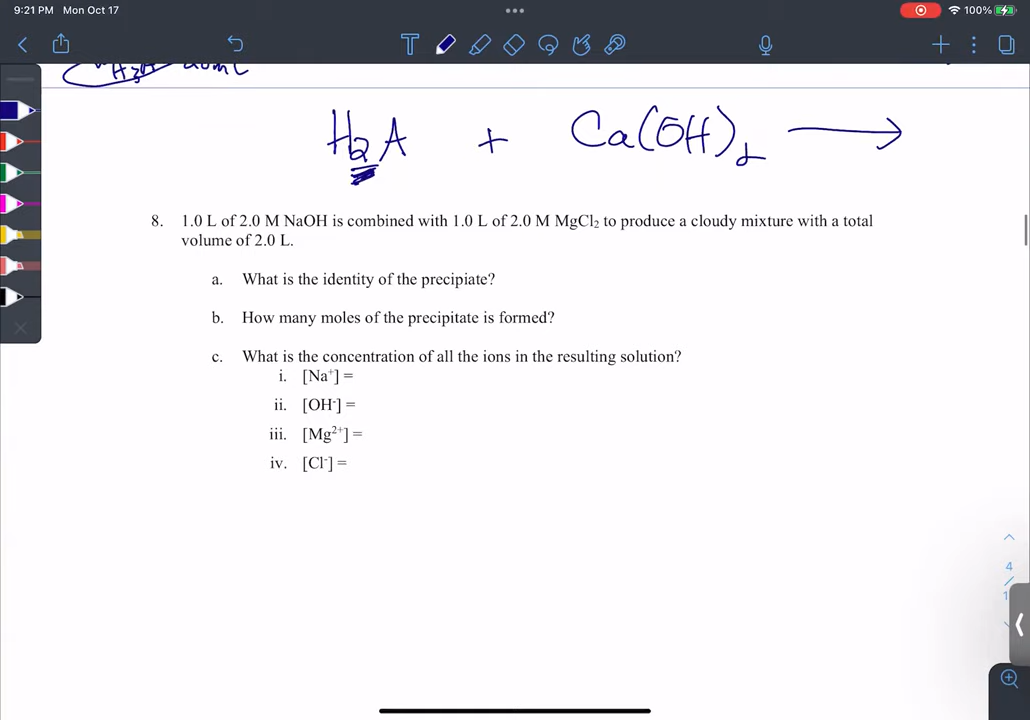 9:21 PM Mon Oct 17
100%
T
H2A + Ca(OH)2 →
8. 1.0 L of 2.0 M NaOH is combined with 1.0 L of 2.0 M MgCl2 to produce a cloudy mixture with a total
volume of 2.0 L.
a. What is the identity of the precipiate?
b. How many moles of the precipitate is formed?
c. What is the concentration of all the ions in the resulting solution?
i. [Na+] =
ii. [OH-] =
iii. [Mg2+] =
iv. [Cl-] =
4
/
1